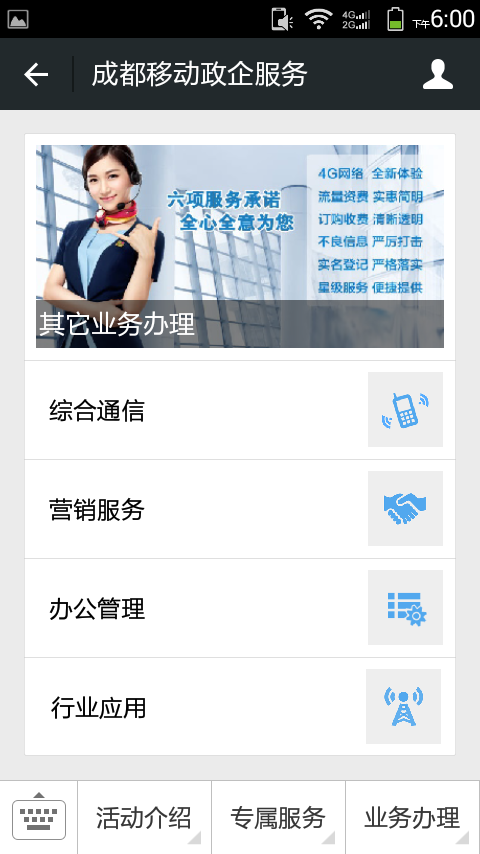 4G
2G
下午6:00
成都移动政企服务
六项服务承诺
全心全意为您
4G网络 全新体验
流量资费 实惠简明
订购收费 清晰透明
不良信息 严厉打击
实名登记 严格落实
星级服务 便捷提供
其它业务办理
综合通信
营销服务
办公管理
行业应用
活动介绍
专属服务
业务办理